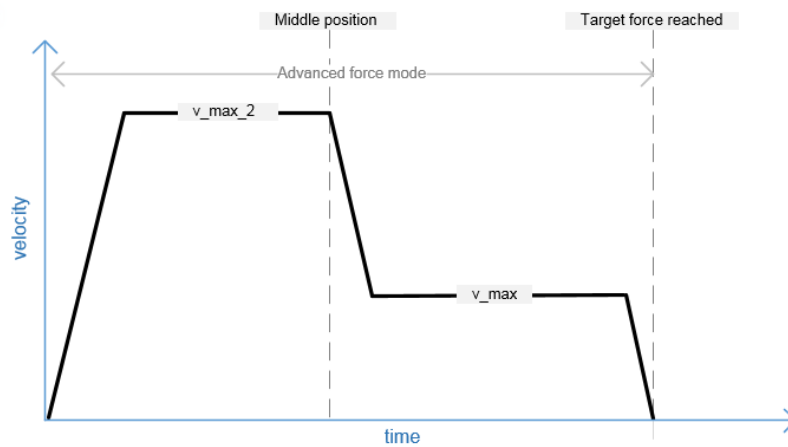 Middle position
Target force reached
Advanced force mode
v_max_2
velocity
v_max
time